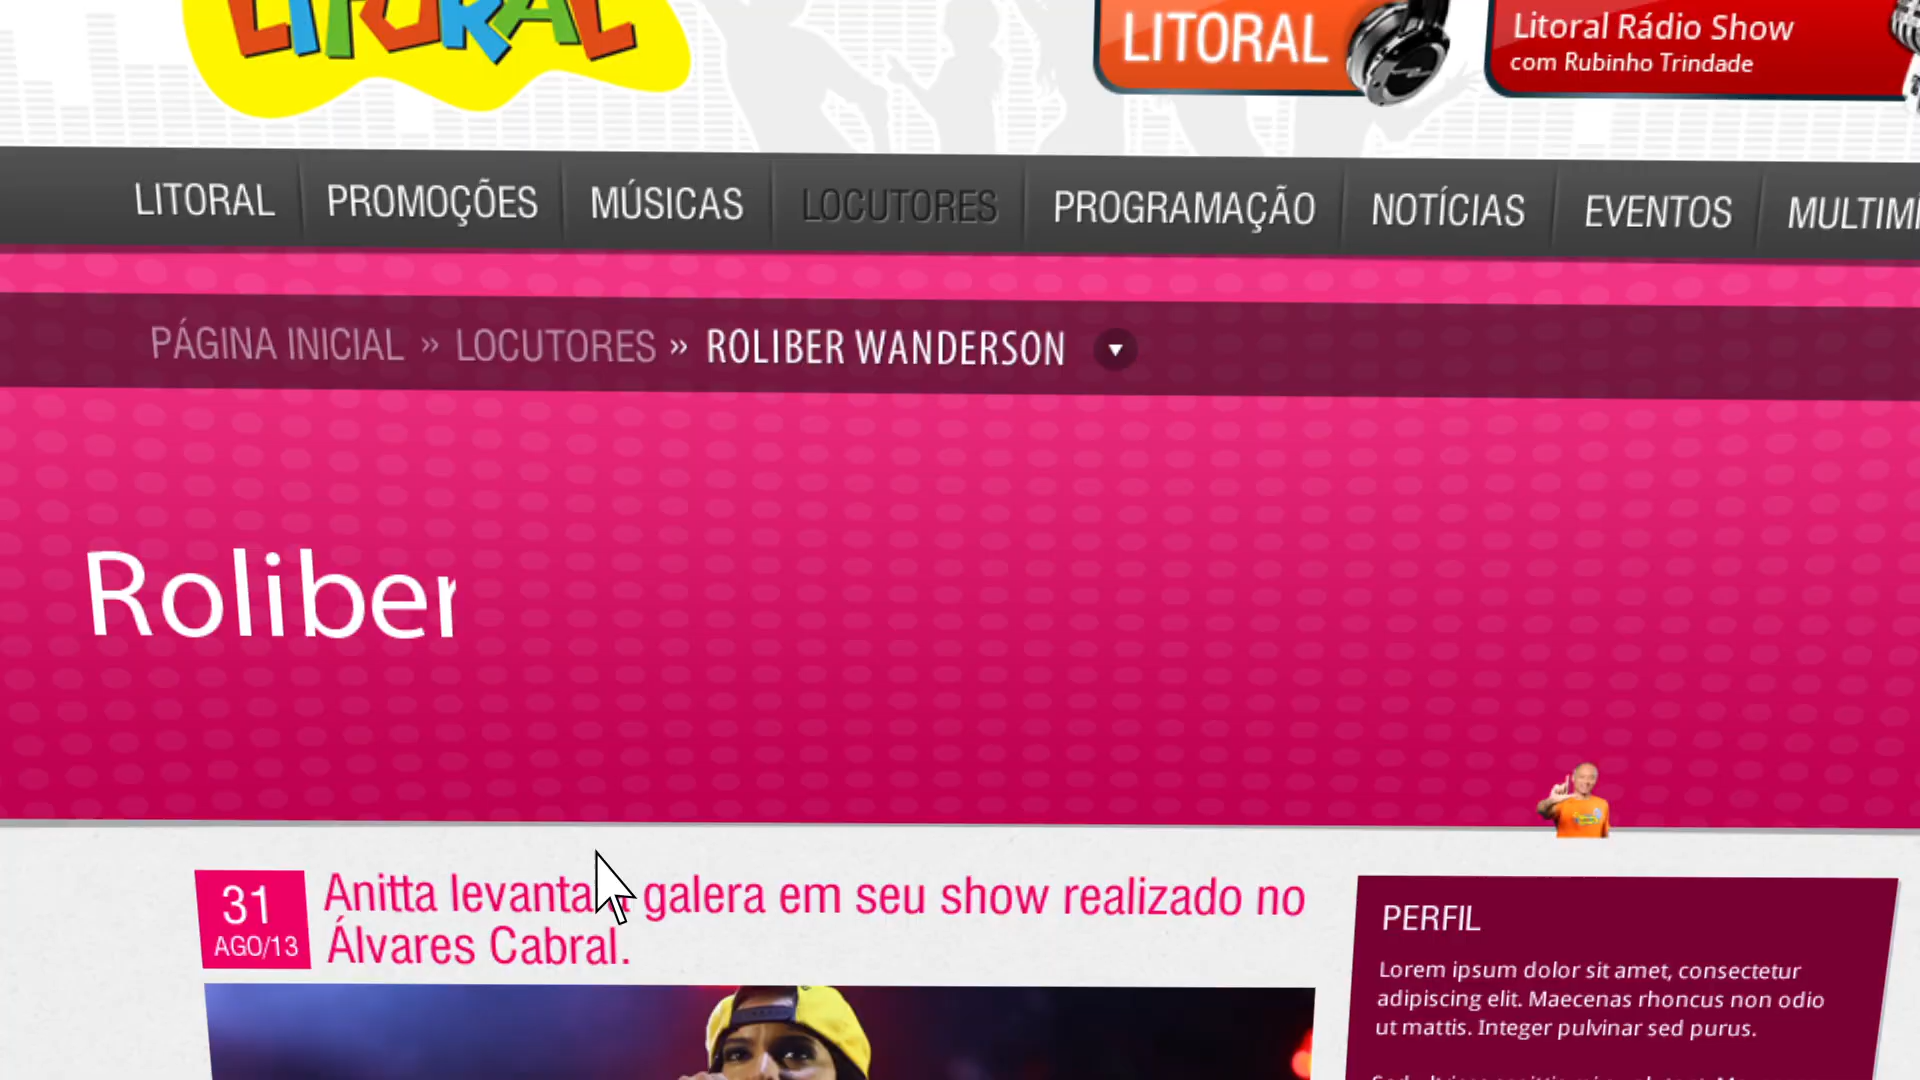 LITORAL
LITORAL
Litoral Rádio Show
com Rubinho Trindade
LITORAL PROMOÇÕES MÚSICAS LOCUTORES PROGRAMAÇÃO NOTÍCIAS EVENTOS MULTIMÍ
PÁGINA INICIAL » LOCUTORES » ROLIBER WANDERSON
Roliber
31
AGO/13
Anitta levanta galera em seu show realizado no
Álvares Cabral.
PERFIL
Lorem ipsum dolor sit amet, consectetur
adipiscing elit. Maecenas rhoncus non odio
ut mattis. Integer pulvinar sed purus.